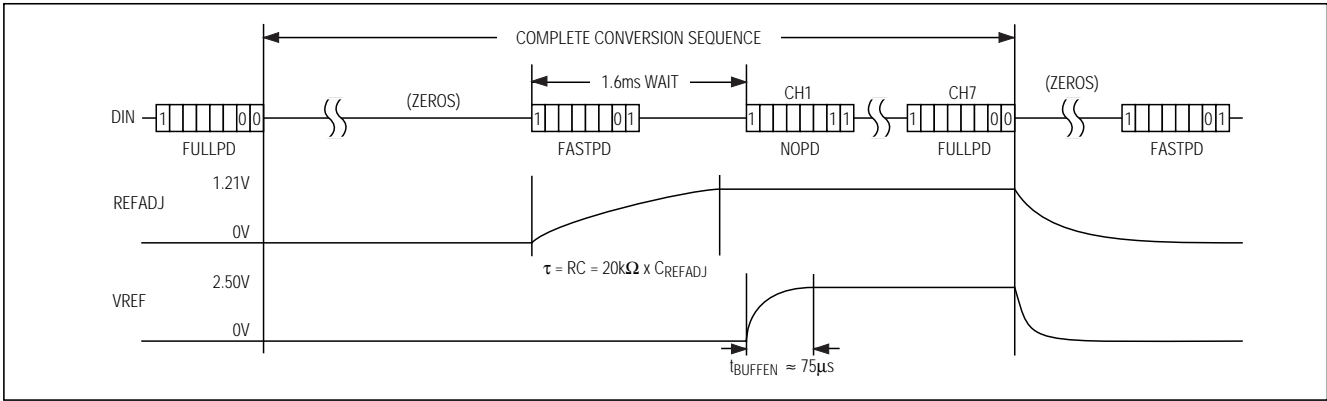 COMPLETE CONVERSION SEQUENCE
1.6ms WAIT
(ZEROS)
CH1
CH7
(ZEROS)
DIN
1 0 0
1 0 1
1 1 1
1 0 0
1 0 1
FULLPD
FASTPD
NOPD
FULLPD
FASTPD
1.21V
REFADJ
0V
τ = RC = 20kΩ x CREFADJ
2.50V
VREF
0V
tBUFFEN ≈ 75μs